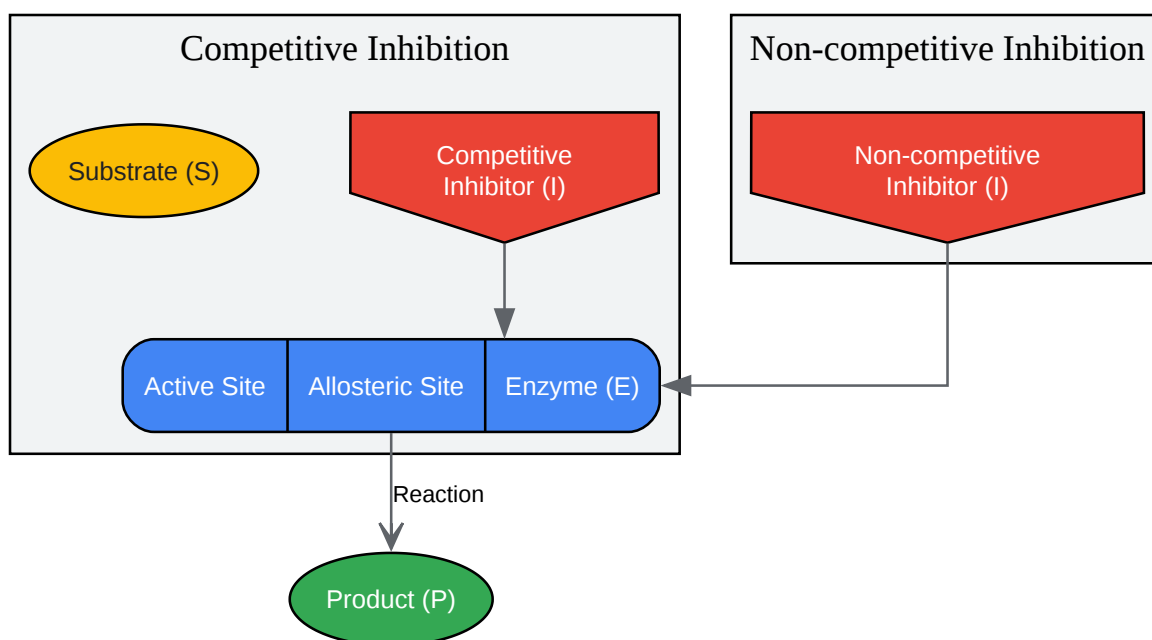 Competitive Inhibition
Non-competitive Inhibition
Substrate (S)
Competitive
Inhibitor (I)
Non-competitive
Inhibitor (I)
Active Site
Allosteric Site
Enzyme (E)
Reaction
Product (P)